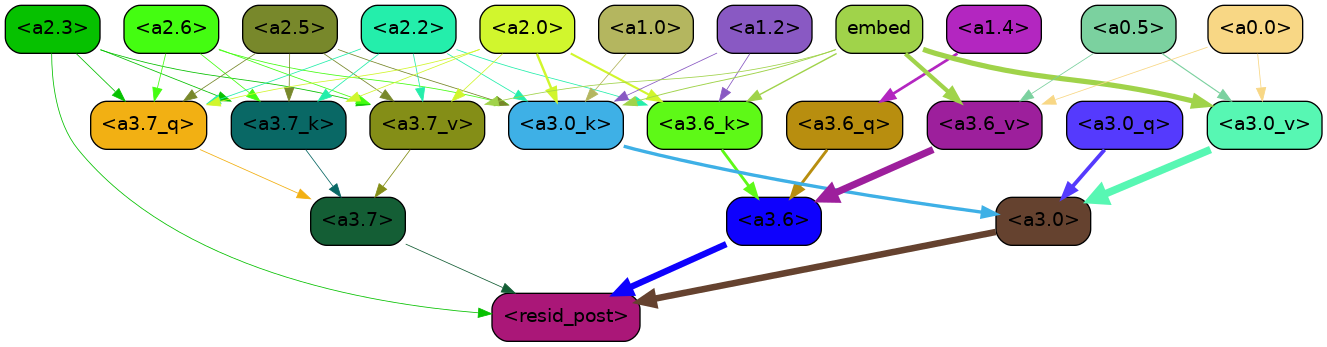 <a2.3> <a2.6> <a2.5> <a2.2> <a2.0> <a1.0> <a1.2> embed <a1.4> <a0.5> <a0.0>
<a3.7_q> <a3.7_k> <a3.7_v> <a3.0_k> <a3.6_k> <a3.6_q> <a3.6_v> <a3.0_q> <a3.0_v>
<a3.7> <a3.6> <a3.0>
<resid_post>